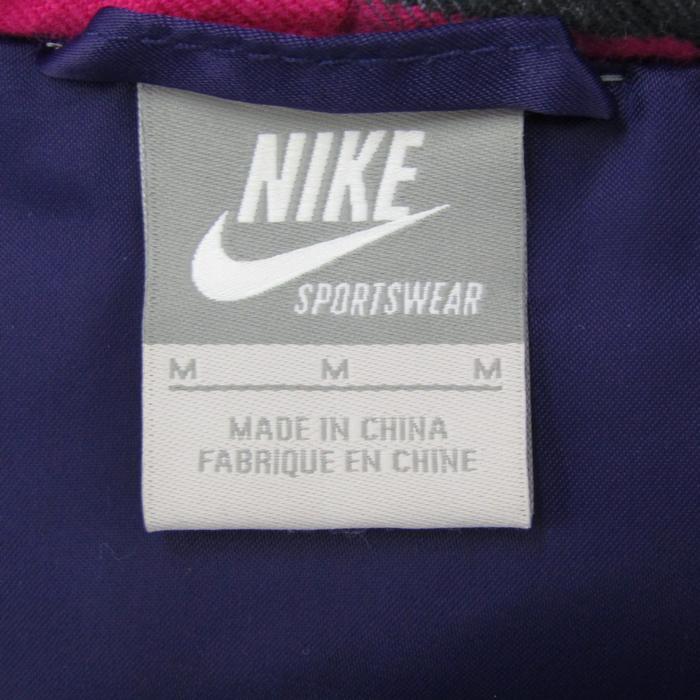 NIKE
SPORTSWEAR
M M M
MADE IN CHINA
FABRIQUE EN CHINE